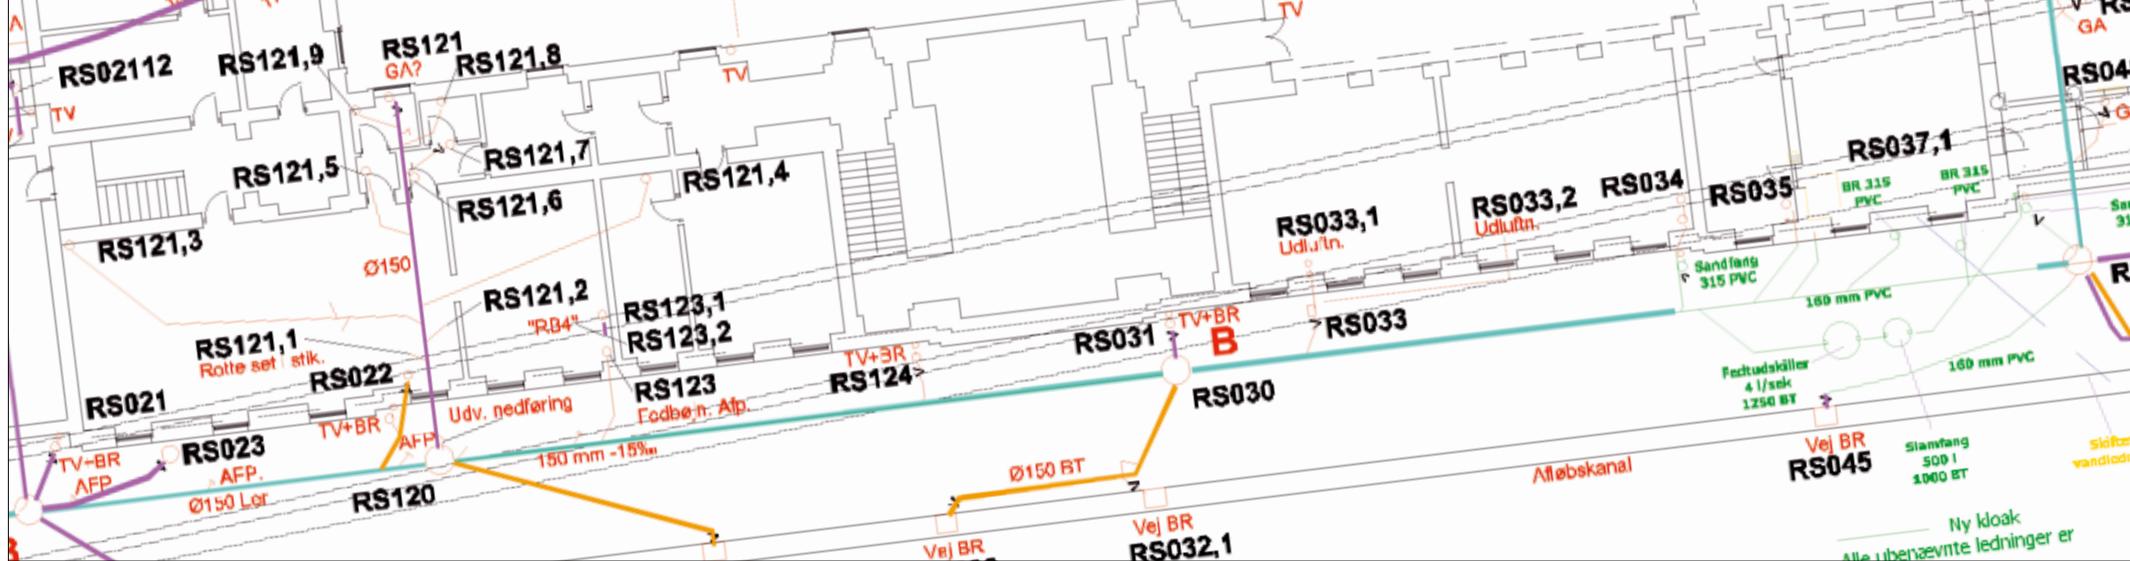 TV
TV
RS121
RS121,9
GA?
RS121,8
GA
RS02112
TV
RS04
TV
RS121,7
RS037,1
RS121,5
RS121,4
RS034
RS035
BR 315
PVC
BR 315
PVC
RS121,6
RS033,1
Udluftn.
RS033,2
Udluftn.
RS121,3
Ø150
Sandfang
315 PVC
RS121,2
"RB4"
RS123,1
RS123,2
160 mm PVC
TV+BR
B
RS031
RS033
RS121,1
Rotte set i stik.
RS022
TV+BR
RS124
RS123
RS030
Fedtudskiller
4 l/sek
1250 BT
160 mm PVC
RS021
Udv. nedføring
TV+BR
RS023
AFP
TV+BR
AFP
AFP.
150 mm -15‰
Ø150 BT
Afløbskanal
Vej BR
RS045
Slamfang
500 l
1000 BT
Ø150 Ler
RS120
Vej BR
Vej BR
RS032,1
Ny kloak
Alle ubenævnte ledninger er